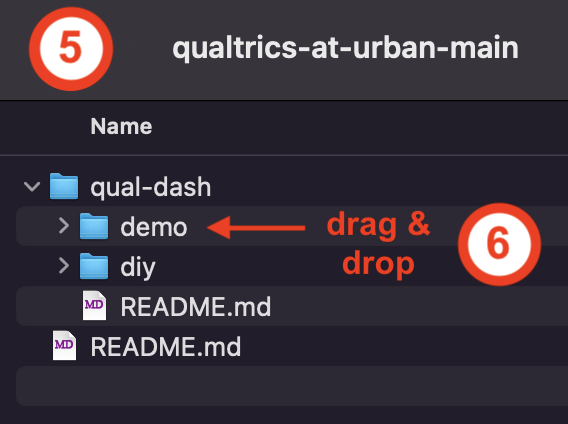 5
qualtrics-at-urban-main
Name
qual-dash
demo
drag &
drop
6
diy
MD
README.md
MD
README.md